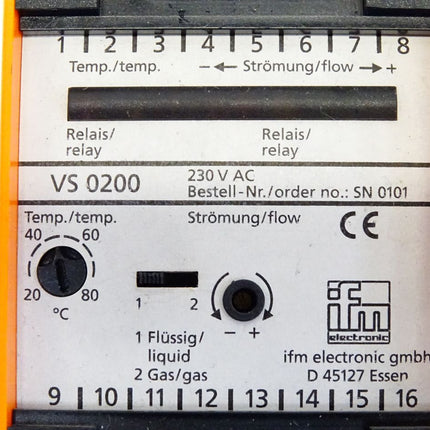 1 2 3 4 5 6 7 8
Temp./temp. − ← Strömung/flow → +
Relais/ Relais/
relay relay
VS 0200 230 V AC
Bestell-Nr./order no.: SN 0101
Temp./temp. Strömung/flow CE
40 60
20 80
°C
1 2 − +
1 Flüssig/
liquid
2 Gas/gas
ifm
electronic
ifm electronic gmbh
D 45127 Essen
9 10 11 12 13 14 15 16